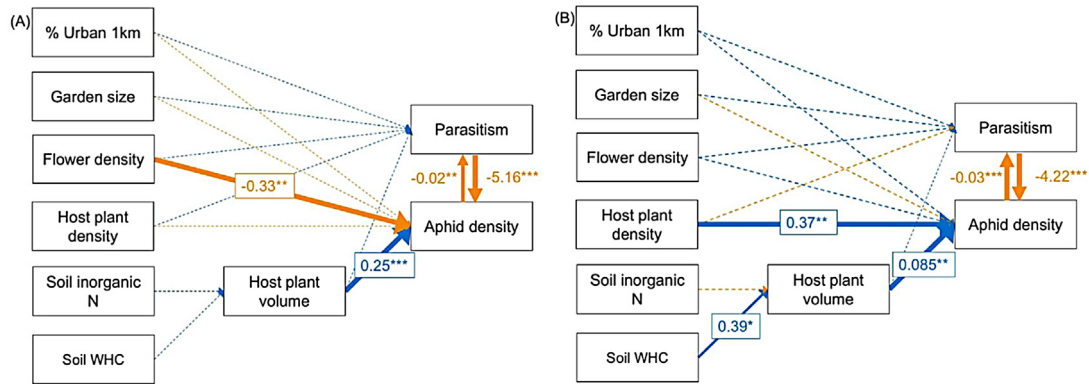 (A)
% Urban 1km
Garden size
Flower density
Host plant
density
Soil inorganic
N
Soil WHC
Host plant
volume
Parasitism
Aphid density
-0.33**
0.25***
-0.02**
-5.16***
(B)
% Urban 1km
Garden size
Flower density
Host plant
density
Soil inorganic
N
Soil WHC
Host plant
volume
Parasitism
Aphid density
0.37**
0.085**
0.39*
-0.03***
-4.22***